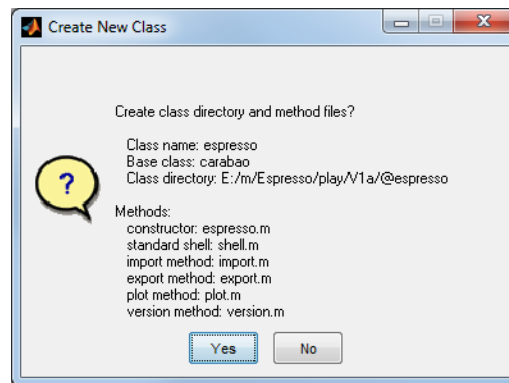 Create New Class
Create class directory and method files?
Class name: espresso
Base class: carabao
Class directory: E:/m/Espresso/play/V1a/@espresso
?
Methods:
constructor: espresso.m
standard shell: shell.m
import method: import.m
export method: export.m
plot method: plot.m
version method: version.m
Yes
No